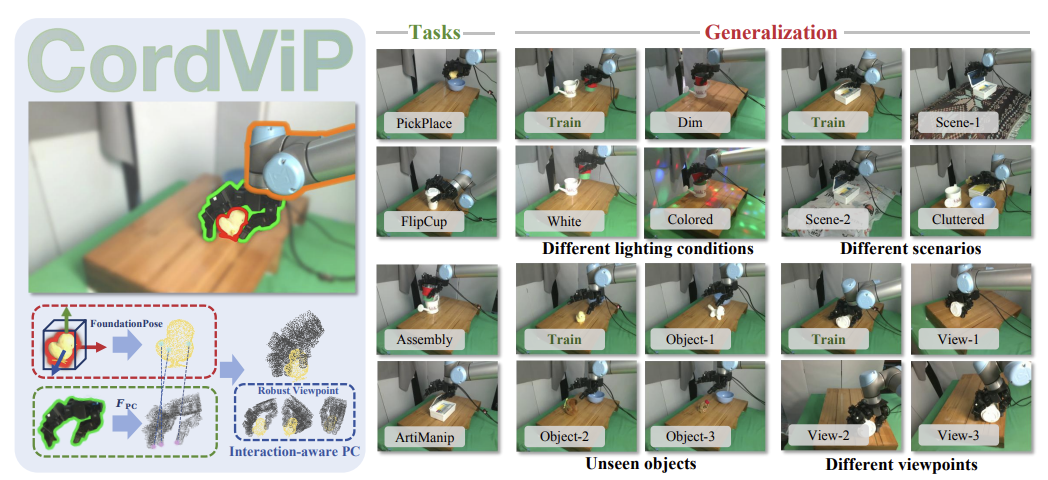 CordViP
FoundationPose
F PC
Robust Viewpoint
Interaction-aware PC
Tasks
PickPlace
FlipCup
Assembly
ArtiManip
Generalization
Train
Dim
White
Colored
Different lighting conditions
Train
Scene-1
Scene-2
Cluttered
Different scenarios
Train
Object-1
Object-2
Object-3
Unseen objects
Train
View-1
View-2
View-3
Different viewpoints